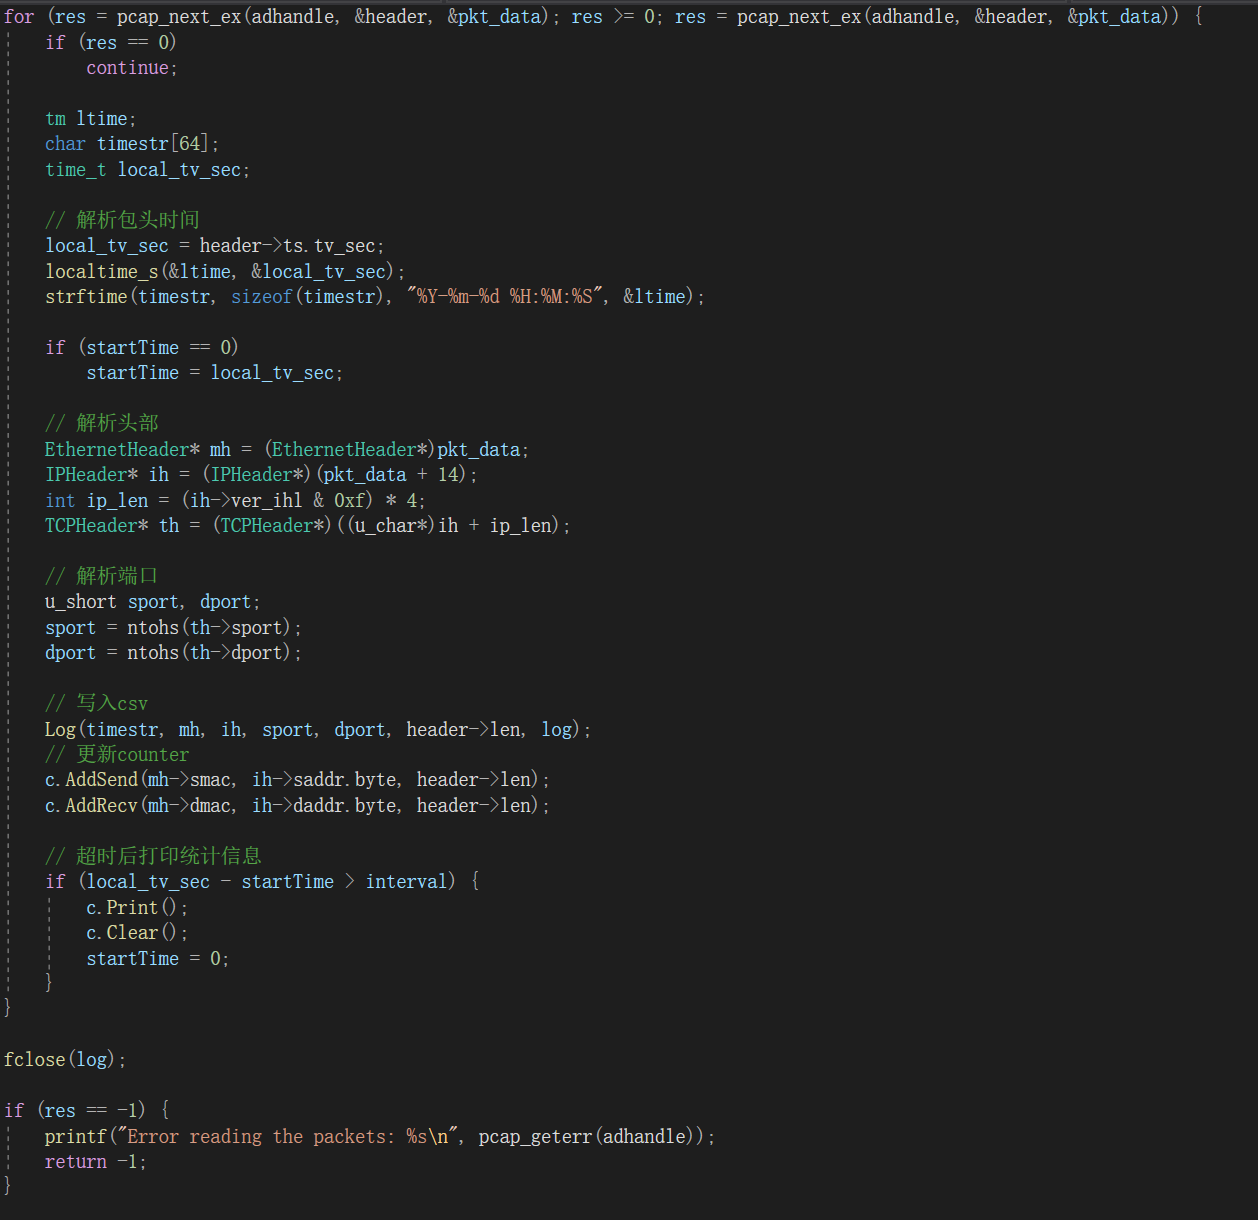 for (res = pcap_next_ex(adhandle, &header, &pkt_data); res >= 0; res = pcap_next_ex(adhandle, &header, &pkt_data)) {
    if (res == 0)
        continue;

    tm ltime;
    char timestr[64];
    time_t local_tv_sec;

    // 解析包头时间
    local_tv_sec = header->ts.tv_sec;
    localtime_s(&ltime, &local_tv_sec);
    strftime(timestr, sizeof(timestr), "%Y-%m-%d %H:%M:%S", &ltime);

    if (startTime == 0)
        startTime = local_tv_sec;

    // 解析头部
    EthernetHeader* mh = (EthernetHeader*)pkt_data;
    IPHeader* ih = (IPHeader*)(pkt_data + 14);
    int ip_len = (ih->ver_ihl & 0xf) * 4;
    TCPHeader* th = (TCPHeader*)((u_char*)ih + ip_len);

    // 解析端口
    u_short sport, dport;
    sport = ntohs(th->sport);
    dport = ntohs(th->dport);

    // 写入csv
    Log(timestr, mh, ih, sport, dport, header->len, log);
    // 更新counter
    c.AddSend(mh->smac, ih->saddr.byte, header->len);
    c.AddRecv(mh->dmac, ih->daddr.byte, header->len);

    // 超时后打印统计信息
    if (local_tv_sec - startTime > interval) {
        c.Print();
        c.Clear();
        startTime = 0;
    }
}

fclose(log);

if (res == -1) {
    printf("Error reading the packets: %s\n", pcap_geterr(adhandle));
    return -1;
}